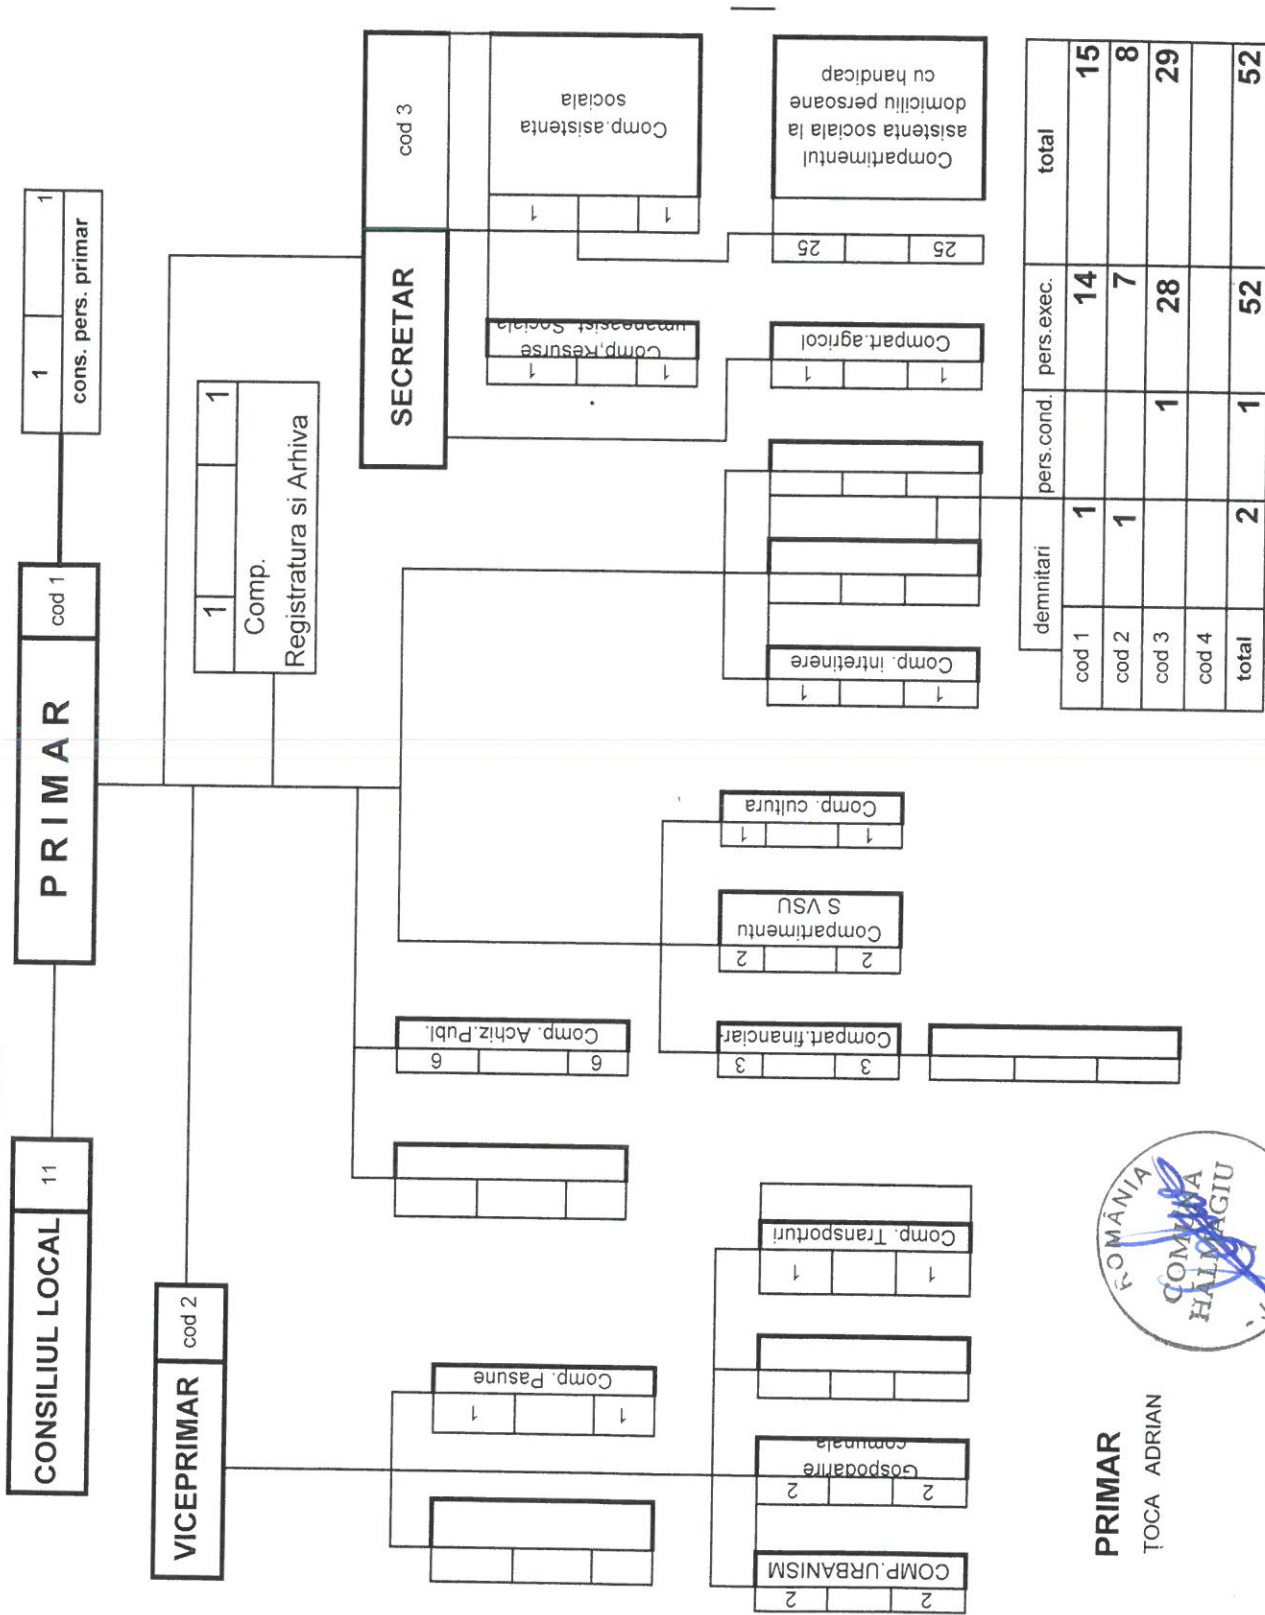 CONSILIUL LOCAL 11
P R I M A R cod 1
1 1
cons. pers. primar
VICEPRIMAR cod 2
1 1
Comp.
Registratura si Arhiva
SECRETAR cod 3
Comp. Pasune
1 1
Comp. Achiz.Publ.
6 6
Comp,Resurse
umaneasist.Sociala
1 1
Comp.asistenta
sociala
1 1
COMP.URBANISM
2 2
Gospodarire
comunala
2 2
Comp. Transporturi
1 1
Compart.financiar-
3 3
Compartimentu
S VSU
2 2
Comp. cultura
1 1
Comp. intretinere
1 1
Compart.agricol
1 1
Compartimentul
asistenta sociala la
domiciliu persoane
cu handicap
25 25
demnitari pers.cond. pers.exec. total
cod 1 1 14 15
cod 2 1 7 8
cod 3 1 28 29
cod 4
total 2 1 52 52
PRIMAR
ȚOCA ADRIAN
ROMÂNIA
COMUNA
HĂLMAGIU